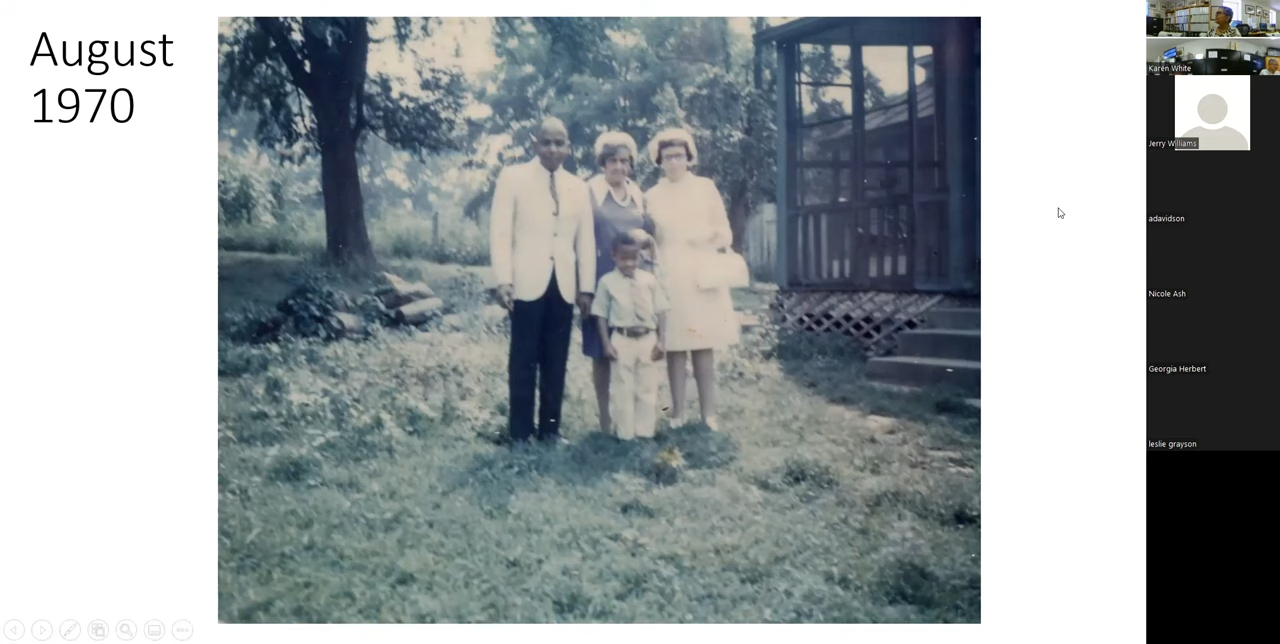 August
1970
Karen White
Jerry Williams
adavidson
Nicole Ash
Georgia Herbert
leslie grayson